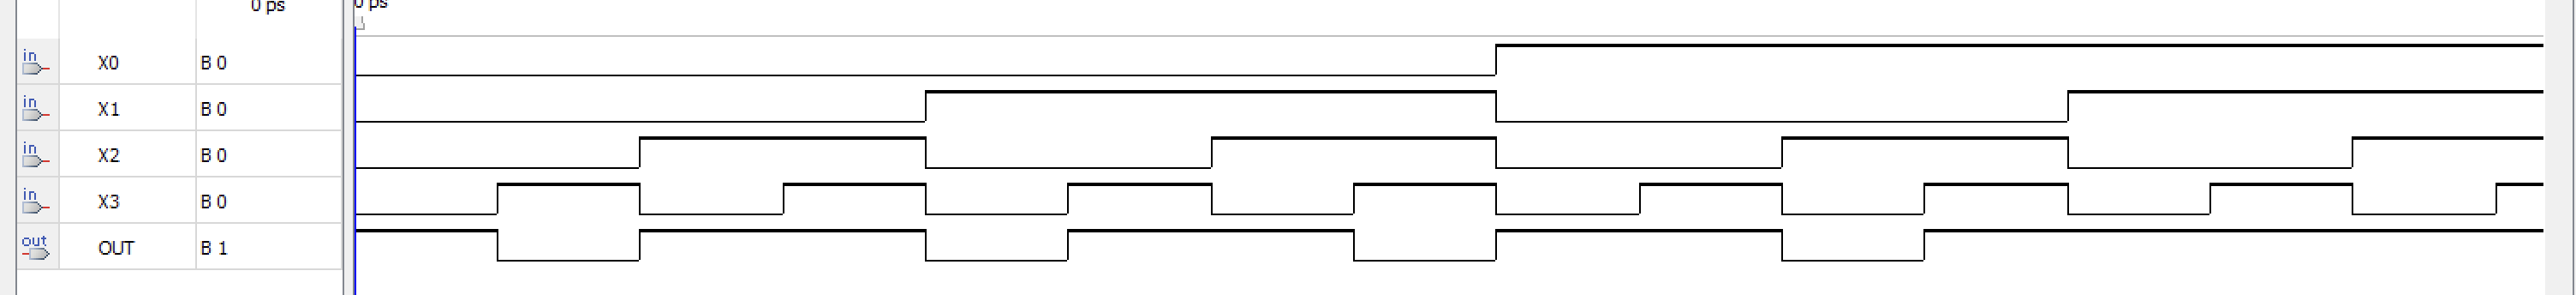 0 ps
0 ps
in X0 B 0
in X1 B 0
in X2 B 0
in X3 B 0
out OUT B 1